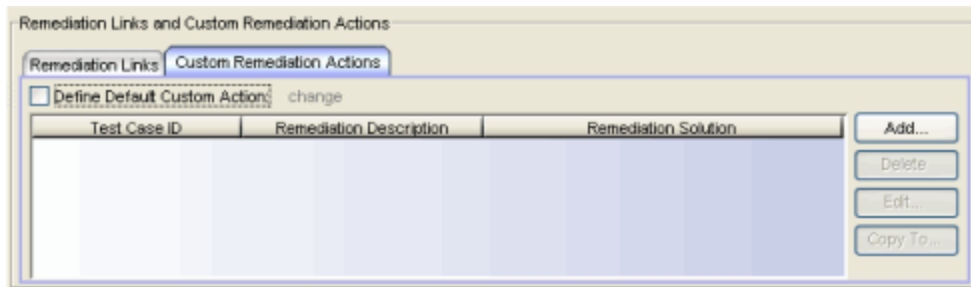 Remediation Links and Custom Remediation Actions
Remediation Links Custom Remediation Actions
Define Default Custom Action: change
Test Case ID Remediation Description Remediation Solution
Add...
Delete
Edit...
Copy To...